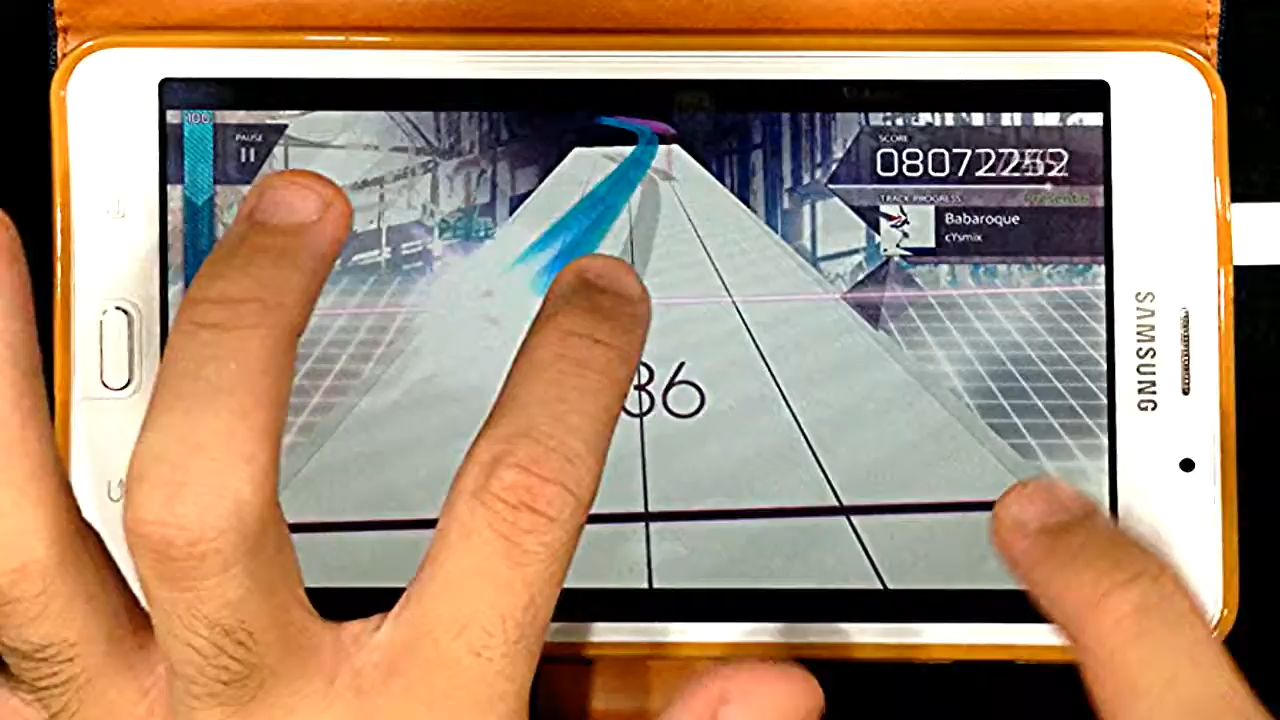 100
PAUSE
SCORE
TRACK PROGRESS
Babaroque
cYsmix
36
SAMSUNG